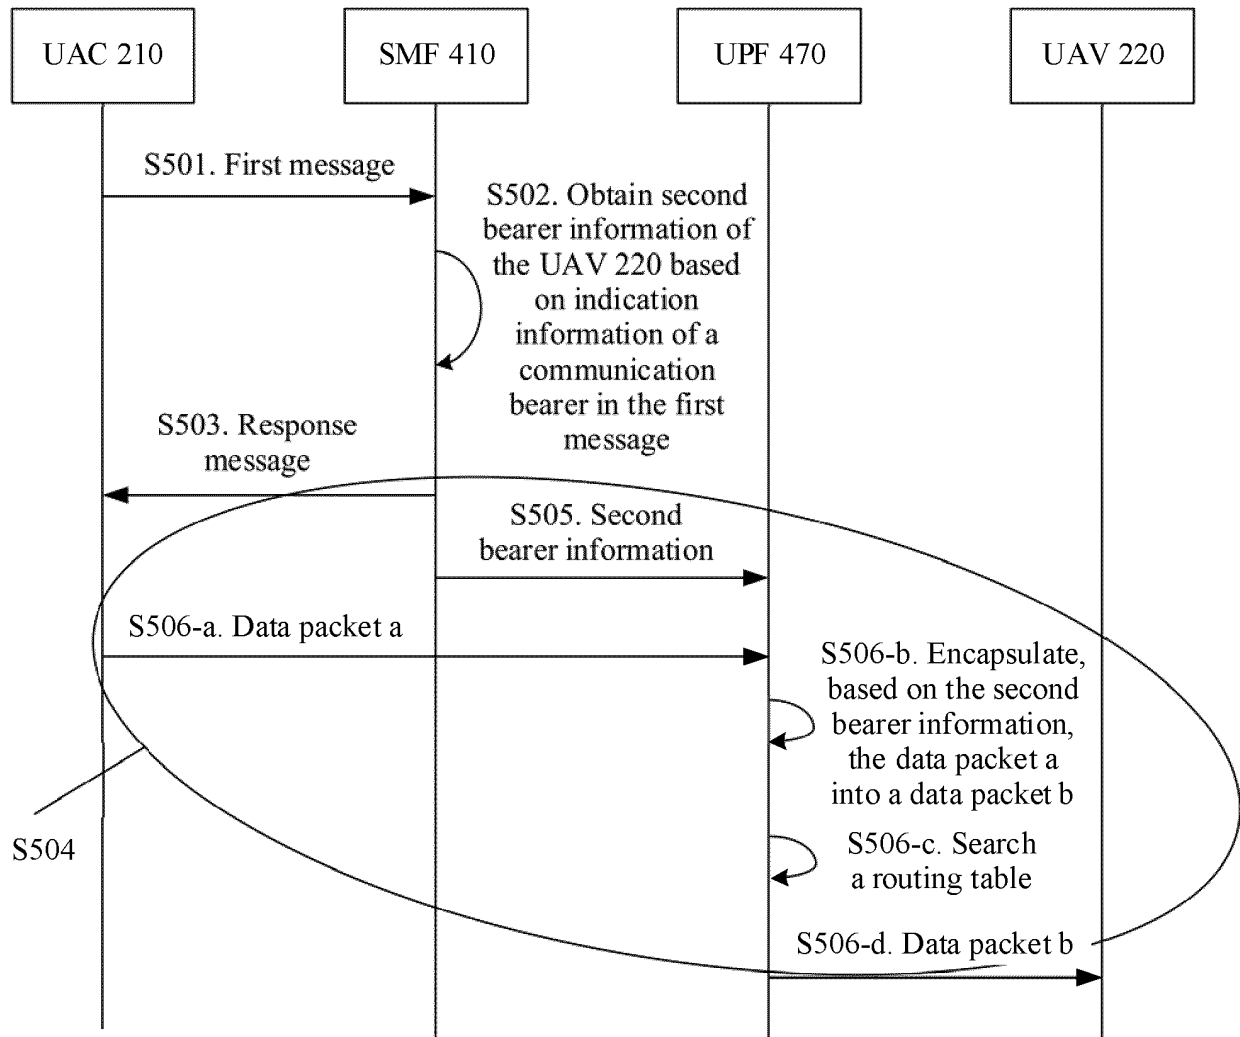 UAC 210
SMF 410
UPF 470
UAV 220
S501. First message
S502. Obtain second
bearer information of
the UAV 220 based
on indication
information of a
communication
bearer in the first
message
S503. Response
message
S505. Second
bearer information
S506-a. Data packet a
S506-b. Encapsulate,
based on the second
bearer information,
the data packet a
into a data packet b
S504
S506-c. Search
a routing table
S506-d. Data packet b